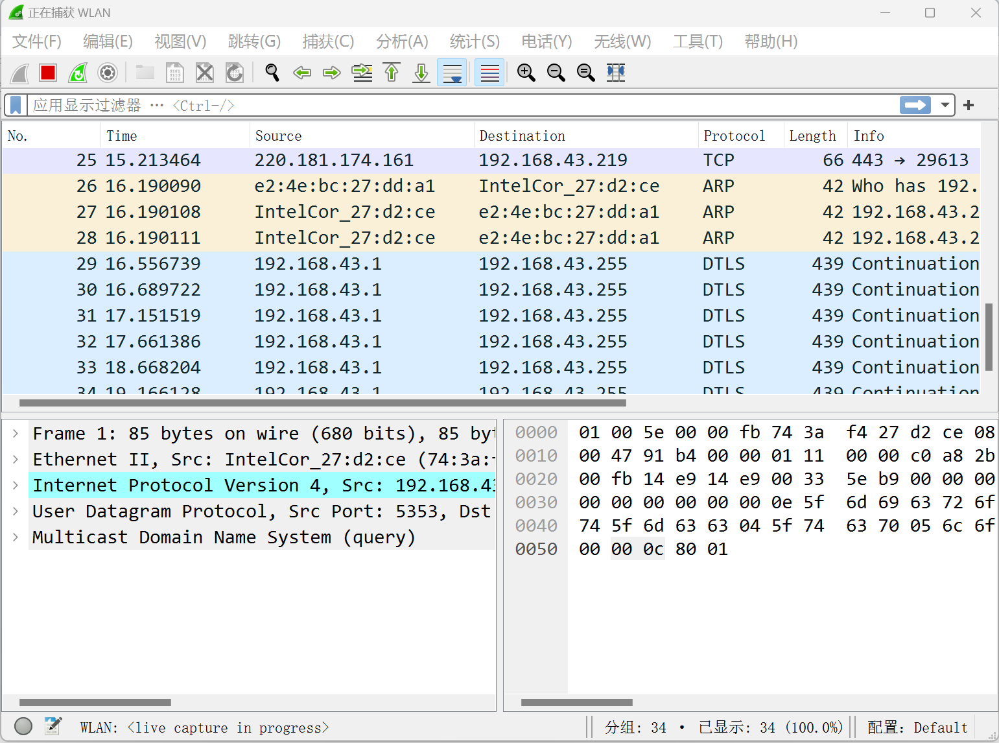 正在捕获 WLAN
文件(F) 编辑(E) 视图(V) 跳转(G) 捕获(C) 分析(A) 统计(S) 电话(Y) 无线(W) 工具(T) 帮助(H)
应用显示过滤器 … <Ctrl-/>
No. Time Source Destination Protocol Length Info
25 15.213464 220.181.174.161 192.168.43.219 TCP 66 443 → 29613
26 16.190090 e2:4e:bc:27:dd:a1 IntelCor_27:d2:ce ARP 42 Who has 192.
27 16.190108 IntelCor_27:d2:ce e2:4e:bc:27:dd:a1 ARP 42 192.168.43.2
28 16.190111 IntelCor_27:d2:ce e2:4e:bc:27:dd:a1 ARP 42 192.168.43.2
29 16.556739 192.168.43.1 192.168.43.255 DTLS 439 Continuation
30 16.689722 192.168.43.1 192.168.43.255 DTLS 439 Continuation
31 17.151519 192.168.43.1 192.168.43.255 DTLS 439 Continuation
32 17.661386 192.168.43.1 192.168.43.255 DTLS 439 Continuation
33 18.668204 192.168.43.1 192.168.43.255 DTLS 439 Continuation
34 19.166128 192.168.43.1 192.168.43.255 DTLS 439 Continuation
Frame 1: 85 bytes on wire (680 bits), 85 byt
Ethernet II, Src: IntelCor_27:d2:ce (74:3a:
Internet Protocol Version 4, Src: 192.168.43
User Datagram Protocol, Src Port: 5353, Dst
Multicast Domain Name System (query)
0000 01 00 5e 00 00 fb 74 3a f4 27 d2 ce 08
0010 00 47 91 b4 00 00 01 11 00 00 c0 a8 2b
0020 00 fb 14 e9 14 e9 00 33 5e b9 00 00 00
0030 00 00 00 00 00 00 0e 5f 6d 69 63 72 6f
0040 74 5f 6d 63 63 04 5f 74 63 70 05 6c 6f
0050 00 00 0c 80 01
WLAN: <live capture in progress> 分组: 34 · 已显示: 34 (100.0%) 配置: Default